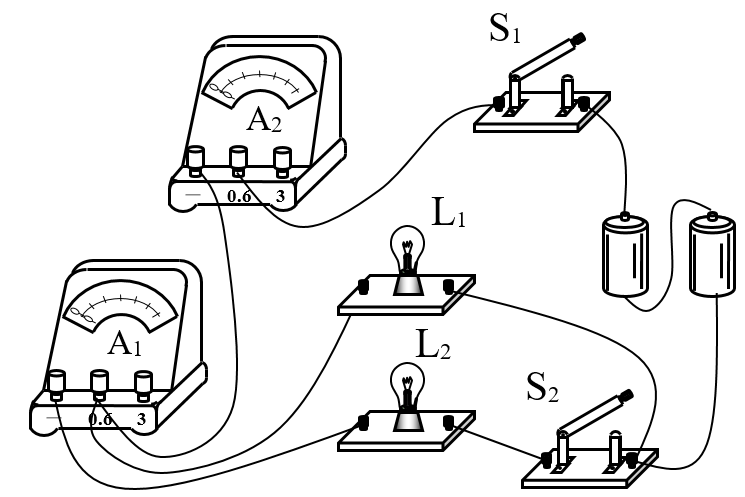 S₁
A₂
— 0.6 3
L₁
A₁
L₂
S₂
— 0.6 3